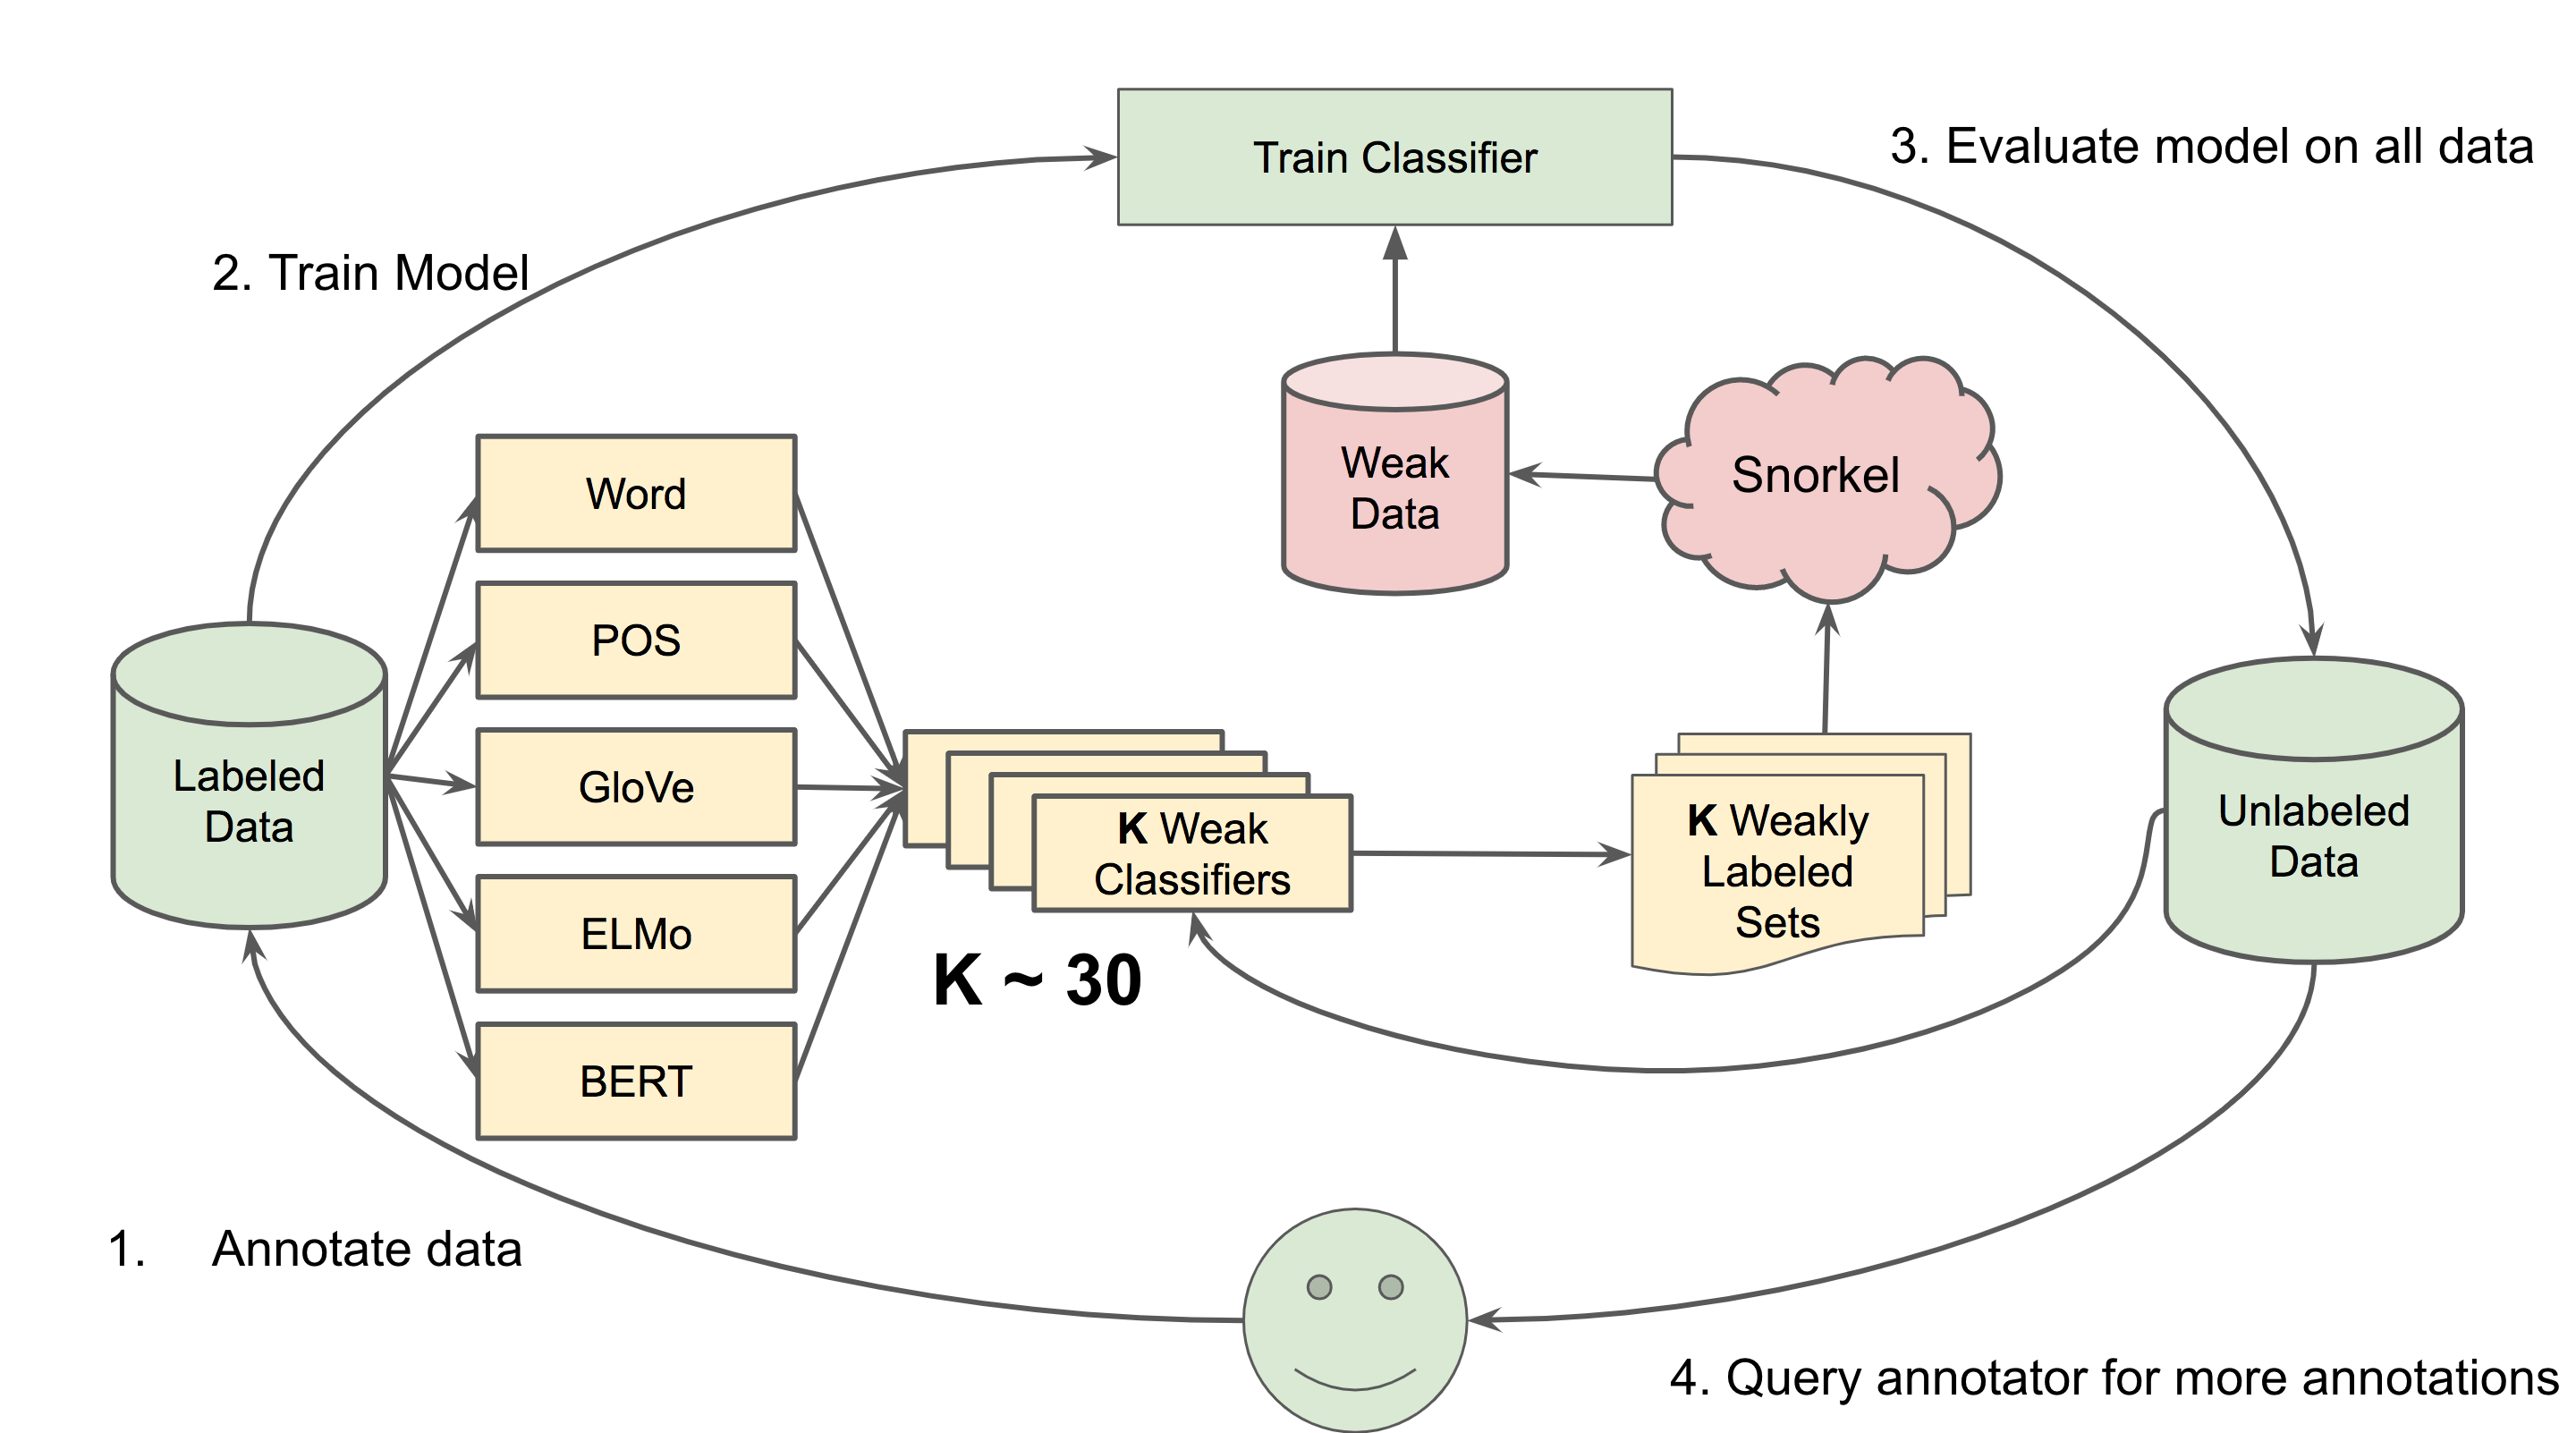 Train Classifier
3. Evaluate model on all data
2. Train Model
Word
POS
GloVe
ELMo
BERT
Labeled
Data
Weak
Data
Snorkel
K Weak
Classifiers
K ~ 30
K Weakly
Labeled
Sets
Unlabeled
Data
1. Annotate data
4. Query annotator for more annotations